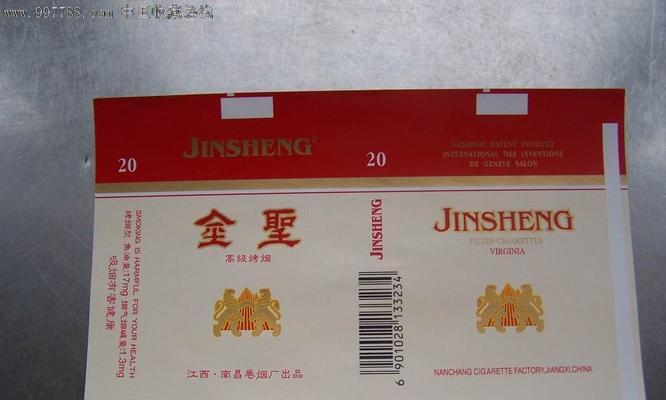 www.997788.com 中国收藏热线
JINSHENG®
20
金聖
高级烤烟
江西·南昌卷烟厂出品
SMOKING IS HARMFUL FOR YOUR HEALTH
烤烟型 焦油量:17mg 烟气烟碱量:1.3mg
吸烟有害健康
20
JINSHENG
6 901028 133234
NATIONAL PATENT PRODUCT
INTERNATIONAL DES INVENTIONS
DE GENEVE SALON
JINSHENG
FILTER CIGARETTES
VIRGINIA
NANCHANG CIGARETTE FACTORY,JIANGXI,CHINA